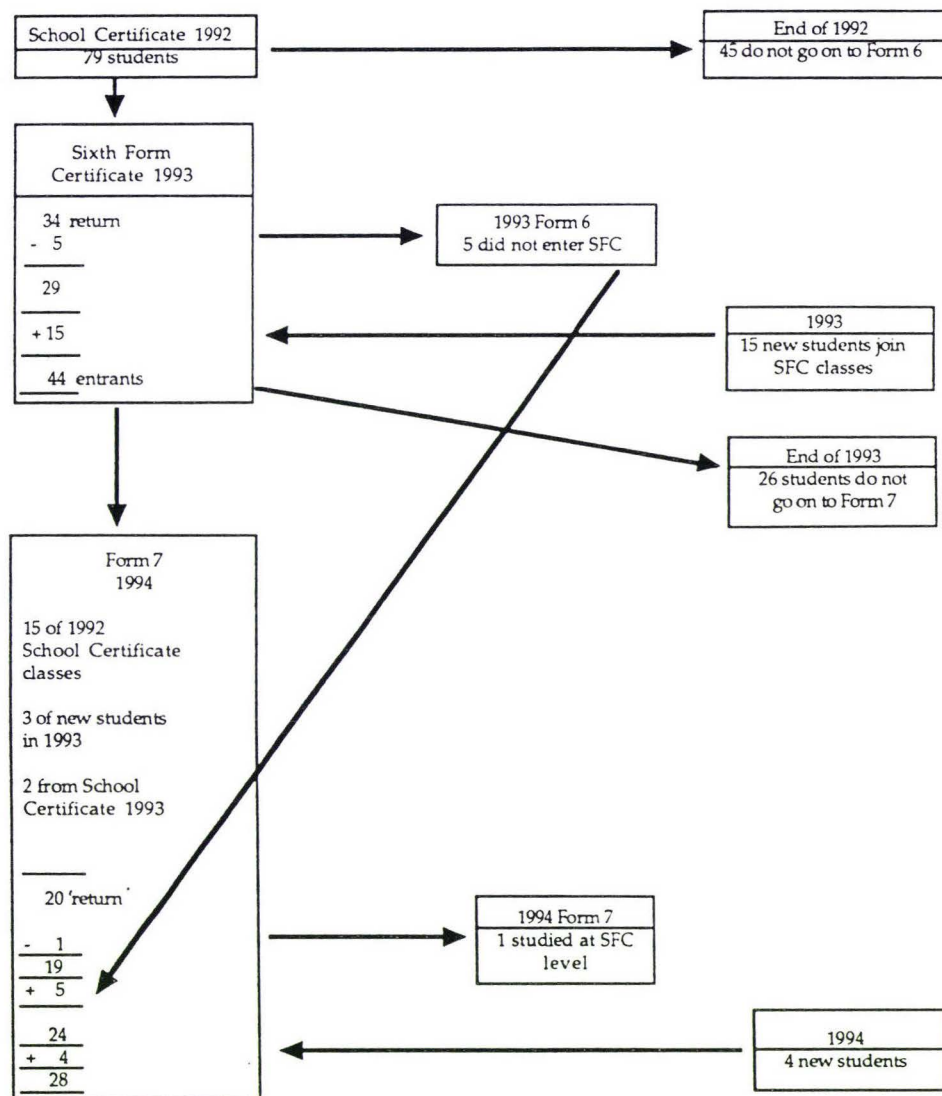 School Certificate 1992
79 students
End of 1992
45 do not go on to Form 6
Sixth Form
Certificate 1993
34 return
- 5
29
+ 15
44 entrants
1993 Form 6
5 did not enter SFC
1993
15 new students join
SFC classes
End of 1993
26 students do not
go on to Form 7
Form 7
1994
15 of 1992
School Certificate
classes
3 of new students
in 1993
2 from School
Certificate 1993
20 'return'
- 1
19
+ 5
24
+ 4
28
1994 Form 7
1 studied at SFC
level
1994
4 new students